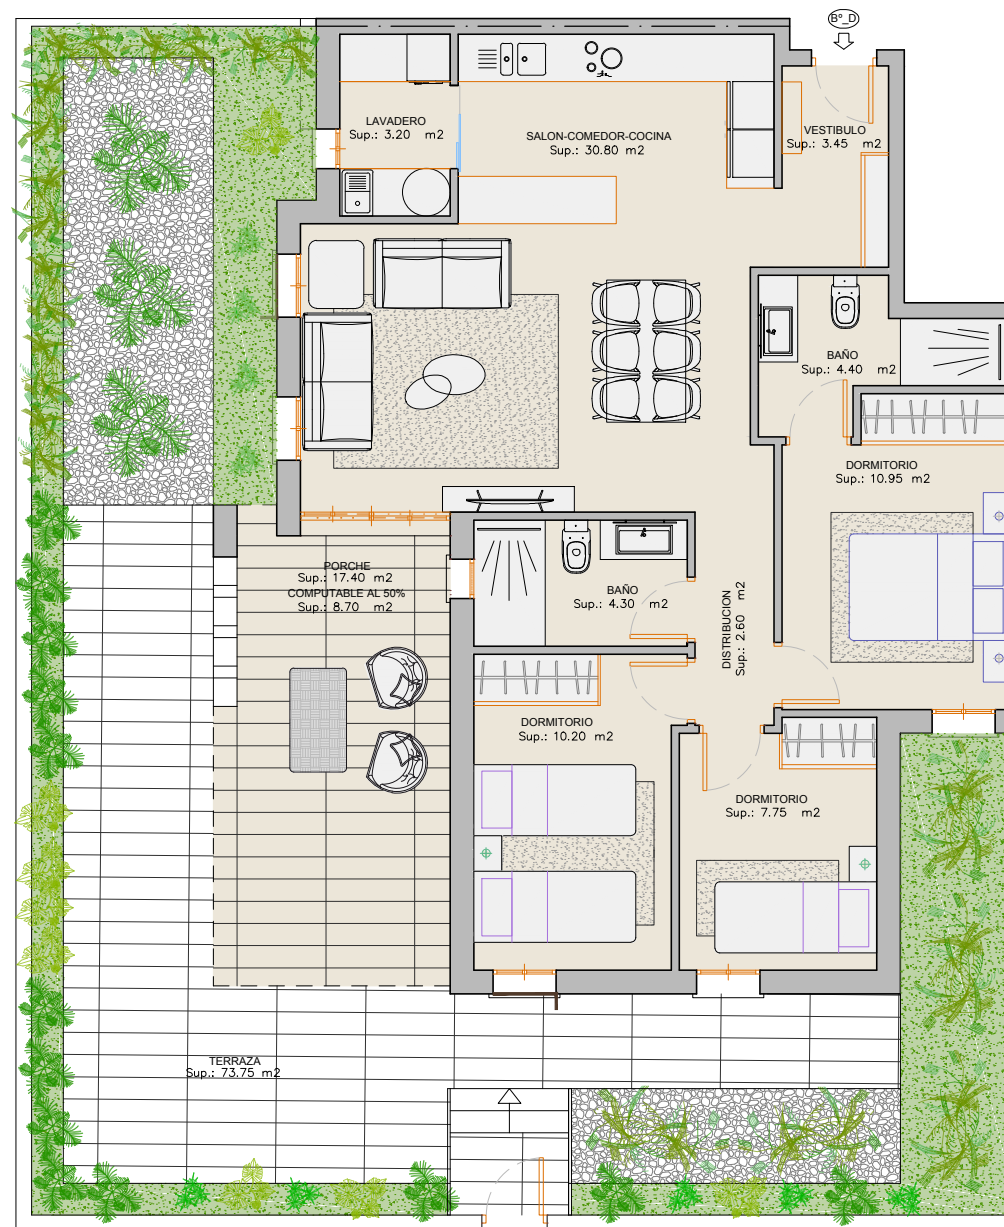 Bº_D
LAVADERO
Sup.: 3.20 m2
SALON-COMEDOR-COCINA
Sup.: 30.80 m2
VESTIBULO
Sup.: 3.45 m2
BAÑO
Sup.: 4.40 m2
DORMITORIO
Sup.: 10.95 m2
PORCHE
Sup.: 17.40 m2
COMPUTABLE AL 50%
Sup.: 8.70 m2
BAÑO
Sup.: 4.30 m2
DISTRIBUCION
Sup.: 2.60 m2
DORMITORIO
Sup.: 10.20 m2
DORMITORIO
Sup.: 7.75 m2
TERRAZA
Sup.: 73.75 m2